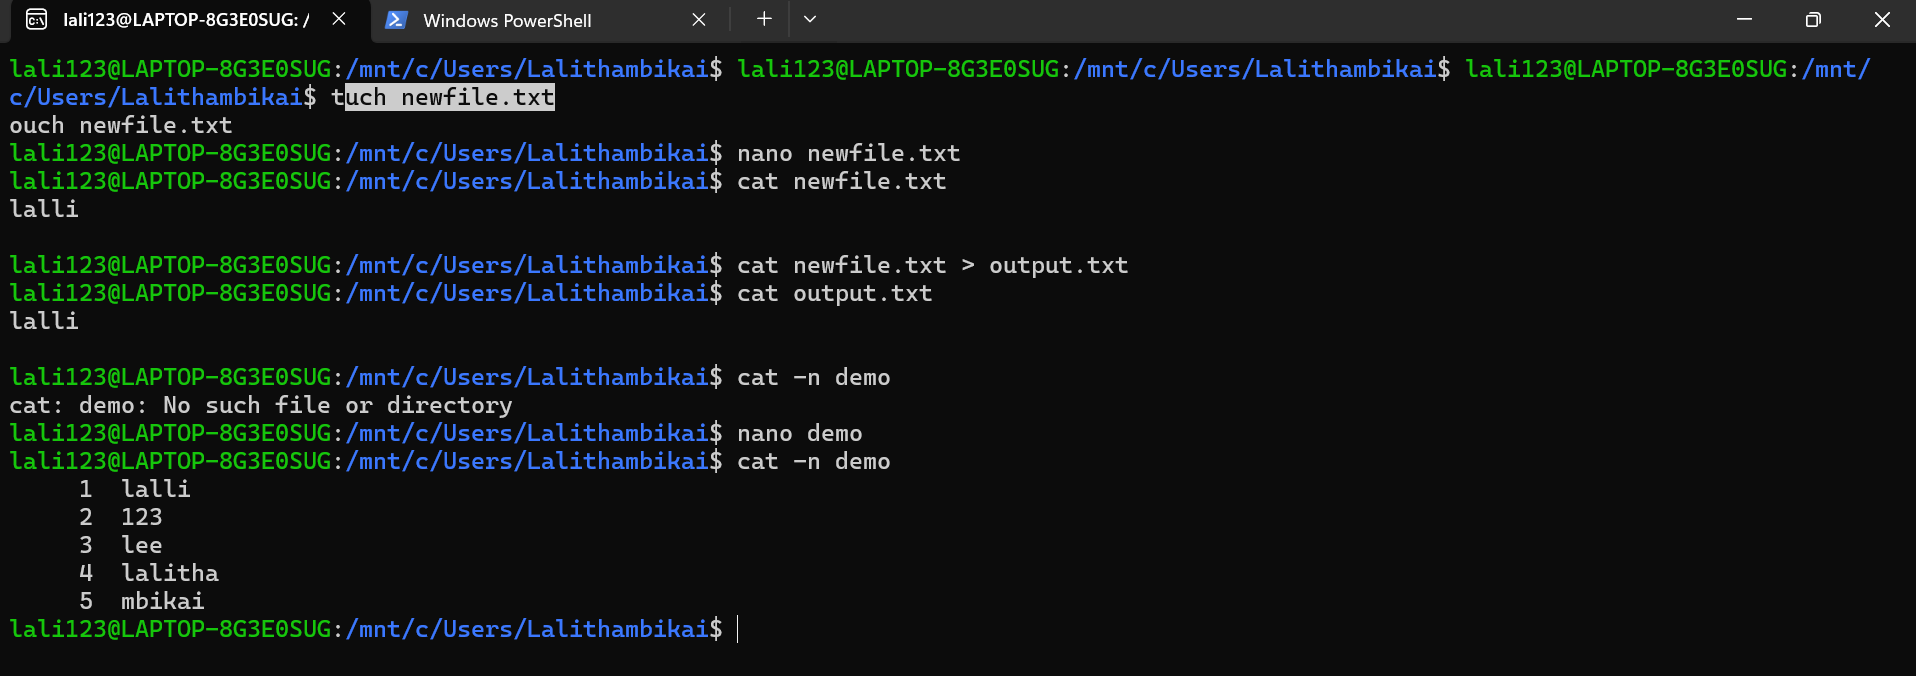 lali123@LAPTOP-8G3E0SUG: /
Windows PowerShell
lali123@LAPTOP-8G3E0SUG:/mnt/c/Users/Lalithambikai$ lali123@LAPTOP-8G3E0SUG:/mnt/c/Users/Lalithambikai$ lali123@LAPTOP-8G3E0SUG:/mnt/
c/Users/Lalithambikai$ tuch newfile.txt
ouch newfile.txt
lali123@LAPTOP-8G3E0SUG:/mnt/c/Users/Lalithambikai$ nano newfile.txt
lali123@LAPTOP-8G3E0SUG:/mnt/c/Users/Lalithambikai$ cat newfile.txt
lalli
lali123@LAPTOP-8G3E0SUG:/mnt/c/Users/Lalithambikai$ cat newfile.txt > output.txt
lali123@LAPTOP-8G3E0SUG:/mnt/c/Users/Lalithambikai$ cat output.txt
lalli
lali123@LAPTOP-8G3E0SUG:/mnt/c/Users/Lalithambikai$ cat -n demo
cat: demo: No such file or directory
lali123@LAPTOP-8G3E0SUG:/mnt/c/Users/Lalithambikai$ nano demo
lali123@LAPTOP-8G3E0SUG:/mnt/c/Users/Lalithambikai$ cat -n demo
1 lalli
2 123
3 lee
4 lalitha
5 mbikai
lali123@LAPTOP-8G3E0SUG:/mnt/c/Users/Lalithambikai$